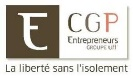 E CGP
Entrepreneurs
GROUPE UFF
La liberté sans l'isolement